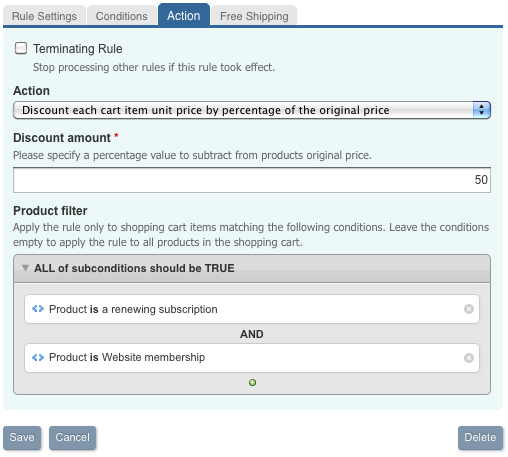 Rule Settings Conditions Action Free Shipping
Terminating Rule
Stop processing other rules if this rule took effect.
Action
Discount each cart item unit price by percentage of the original price
Discount amount *
Please specify a percentage value to subtract from products original price.
50
Product filter
Apply the rule only to shopping cart items matching the following conditions. Leave the conditions
empty to apply the rule to all products in the shopping cart.
ALL of subconditions should be TRUE
Product is a renewing subscription
AND
Product is Website membership
Save Cancel Delete